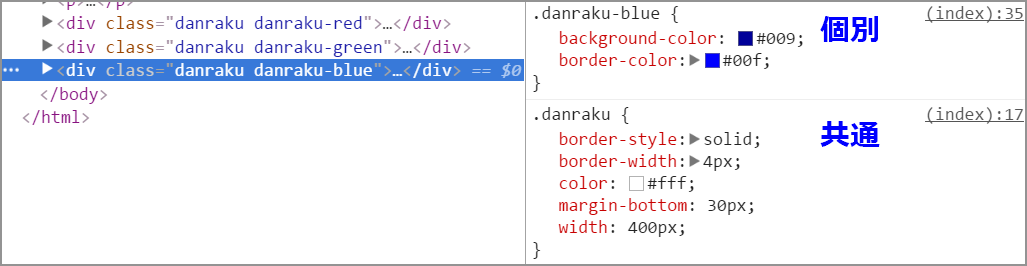 <p>…</p>
▶<div class="danraku danraku-red">…</div>
▶<div class="danraku danraku-green">…</div>
…▶<div class="danraku danraku-blue">…</div> == $0
</body>
</html>
.danraku-blue { (index):35
background-color: #009;
border-color:▶#00f;
}
個別
.danraku { (index):17
border-style:▶solid;
border-width:▶4px;
color: #fff;
margin-bottom: 30px;
width: 400px;
}
共通